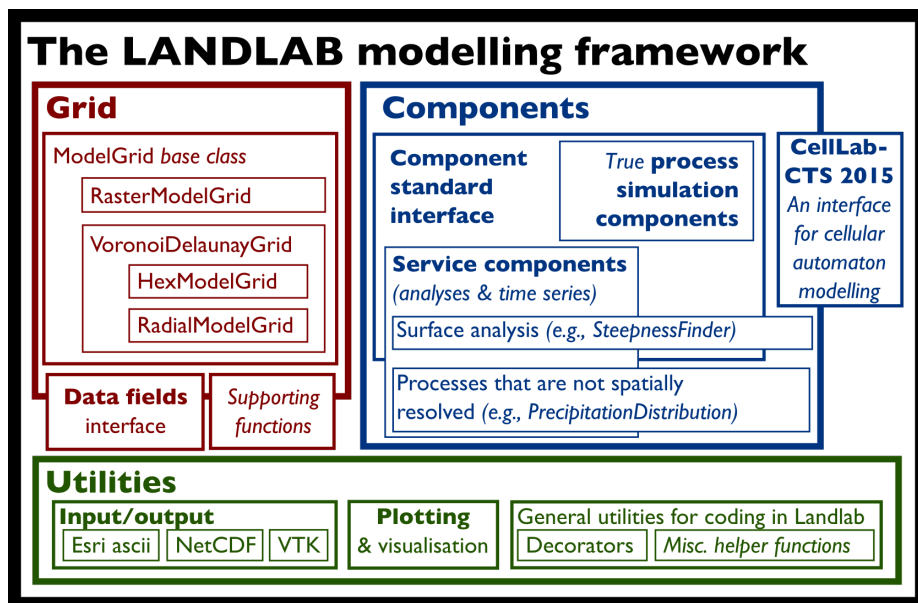 The LANDLAB modelling framework
Grid
ModelGrid base class
RasterModelGrid
VoronoiDelaunayGrid
HexModelGrid
RadialModelGrid
Data fields
interface
Supporting
functions
Components
Component
standard
interface
True process
simulation
components
Service components
(analyses & time series)
Surface analysis (e.g., SteepnessFinder)
Processes that are not spatially
resolved (e.g., PrecipitationDistribution)
CellLab-
CTS 2015
An interface
for cellular
automaton
modelling
Utilities
Input/output
Esri ascii
NetCDF
VTK
Plotting
& visualisation
General utilities for coding in Landlab
Decorators
Misc. helper functions